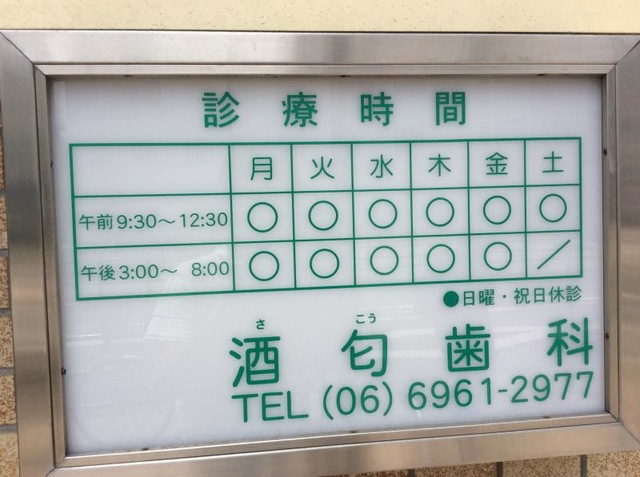 診療時間
月 火 水 木 金 土
午前 9:30～12:30 ○ ○ ○ ○ ○ ○
午後 3:00～ 8:00 ○ ○ ○ ○ ○ ／
●日曜・祝日休診
さ こう
酒匂歯科
TEL (06) 6961-2977